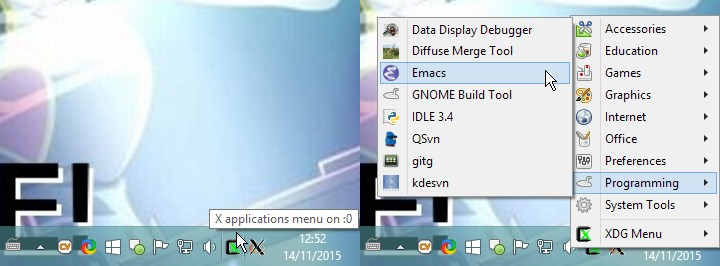 F!
X applications menu on :0
12:52
14/11/2015
Data Display Debugger
Diffuse Merge Tool
Emacs
GNOME Build Tool
IDLE 3.4
QSvn
gitg
kdesvn
Accessories
Education
Games
Graphics
Internet
Office
Preferences
Programming
System Tools
XDG Menu
F!
14/11/2015